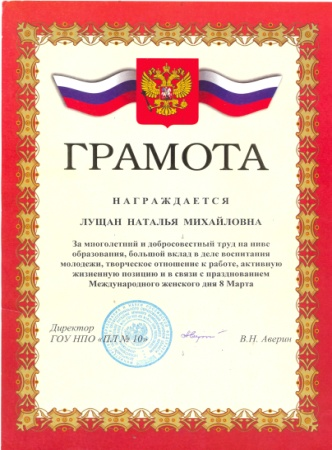 ГРАМОТА
НАГРАЖДАЕТСЯ
ЛУЩАН НАТАЛЬЯ МИХАЙЛОВНА
За многолетний и добросовестный труд на ниве
образования, большой вклад в деле воспитания
молодежи, творческое отношение к работе, активную
жизненную позицию и в связи с празднованием
Международного женского дня 8 Марта
Директор
ГОУ НПО «ПЛ № 10» В.Н. Аверин